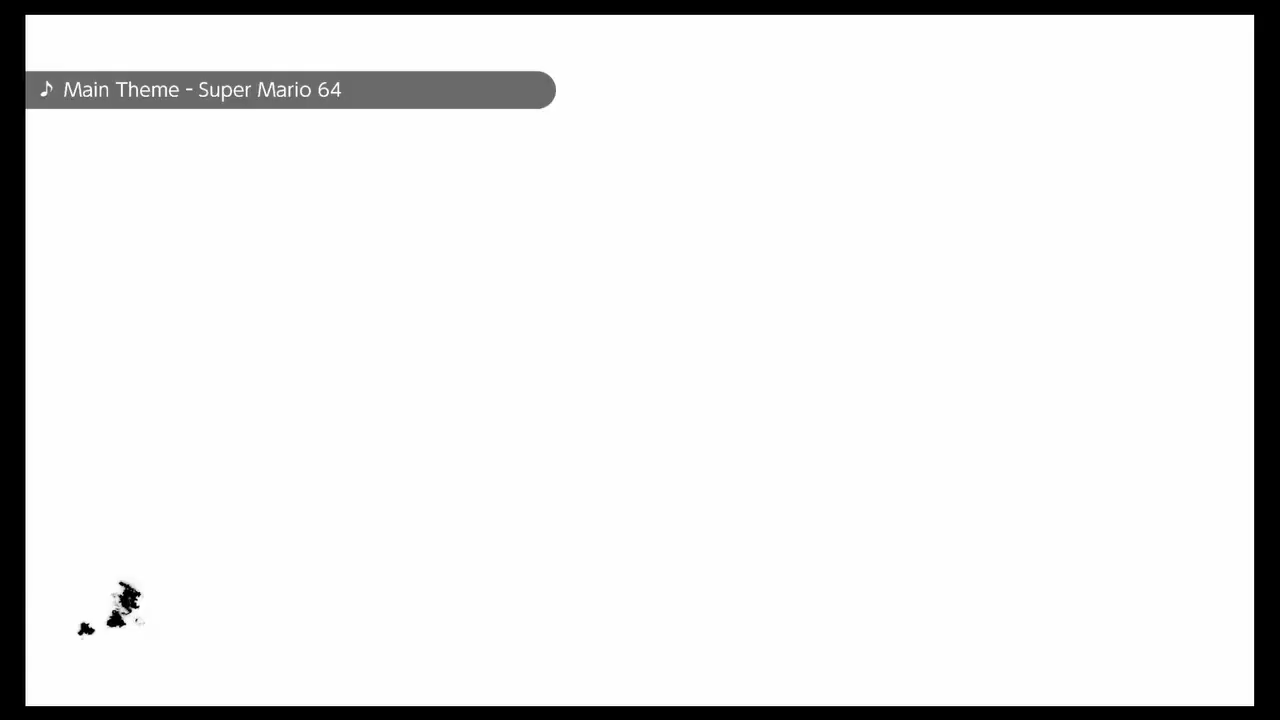 ♪ Main Theme - Super Mario 64